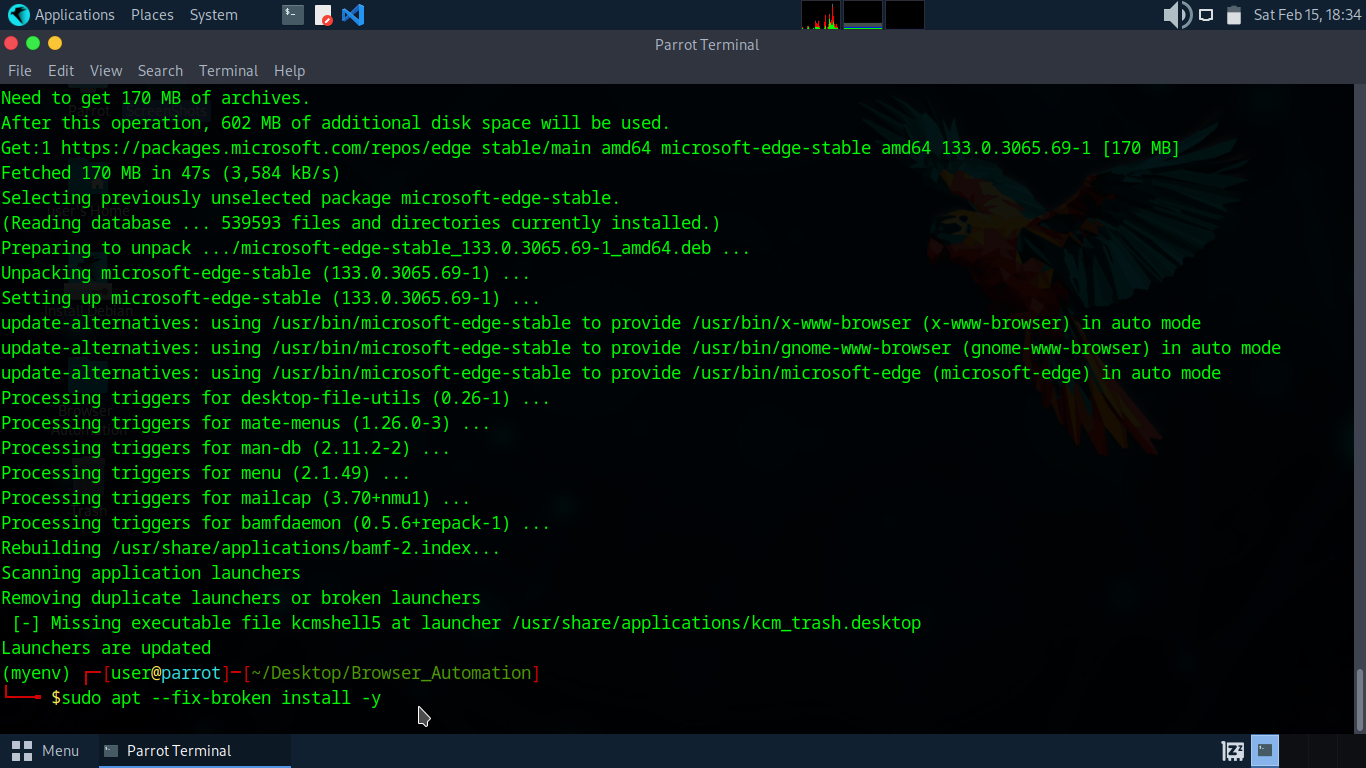 Applications Places System Sat Feb 15, 18:34
Parrot Terminal
File Edit View Search Terminal Help
Need to get 170 MB of archives.
After this operation, 602 MB of additional disk space will be used.
Get:1 https://packages.microsoft.com/repos/edge stable/main amd64 microsoft-edge-stable amd64 133.0.3065.69-1 [170 MB]
Fetched 170 MB in 47s (3,584 kB/s)
Selecting previously unselected package microsoft-edge-stable.
(Reading database ... 539593 files and directories currently installed.)
Preparing to unpack .../microsoft-edge-stable_133.0.3065.69-1_amd64.deb ...
Unpacking microsoft-edge-stable (133.0.3065.69-1) ...
Setting up microsoft-edge-stable (133.0.3065.69-1) ...
update-alternatives: using /usr/bin/microsoft-edge-stable to provide /usr/bin/x-www-browser (x-www-browser) in auto mode
update-alternatives: using /usr/bin/microsoft-edge-stable to provide /usr/bin/gnome-www-browser (gnome-www-browser) in auto mode
update-alternatives: using /usr/bin/microsoft-edge-stable to provide /usr/bin/microsoft-edge (microsoft-edge) in auto mode
Processing triggers for desktop-file-utils (0.26-1) ...
Processing triggers for mate-menus (1.26.0-3) ...
Processing triggers for man-db (2.11.2-2) ...
Processing triggers for menu (2.1.49) ...
Processing triggers for mailcap (3.70+nmu1) ...
Processing triggers for bamfdaemon (0.5.6+repack-1) ...
Rebuilding /usr/share/applications/bamf-2.index...
Scanning application launchers
Removing duplicate launchers or broken launchers
[-] Missing executable file kcmshell5 at launcher /usr/share/applications/kcm_trash.desktop
Launchers are updated
(myenv) ┌─[user@parrot]─[~/Desktop/Browser_Automation]
└──╼ $sudo apt --fix-broken install -y
Menu Parrot Terminal